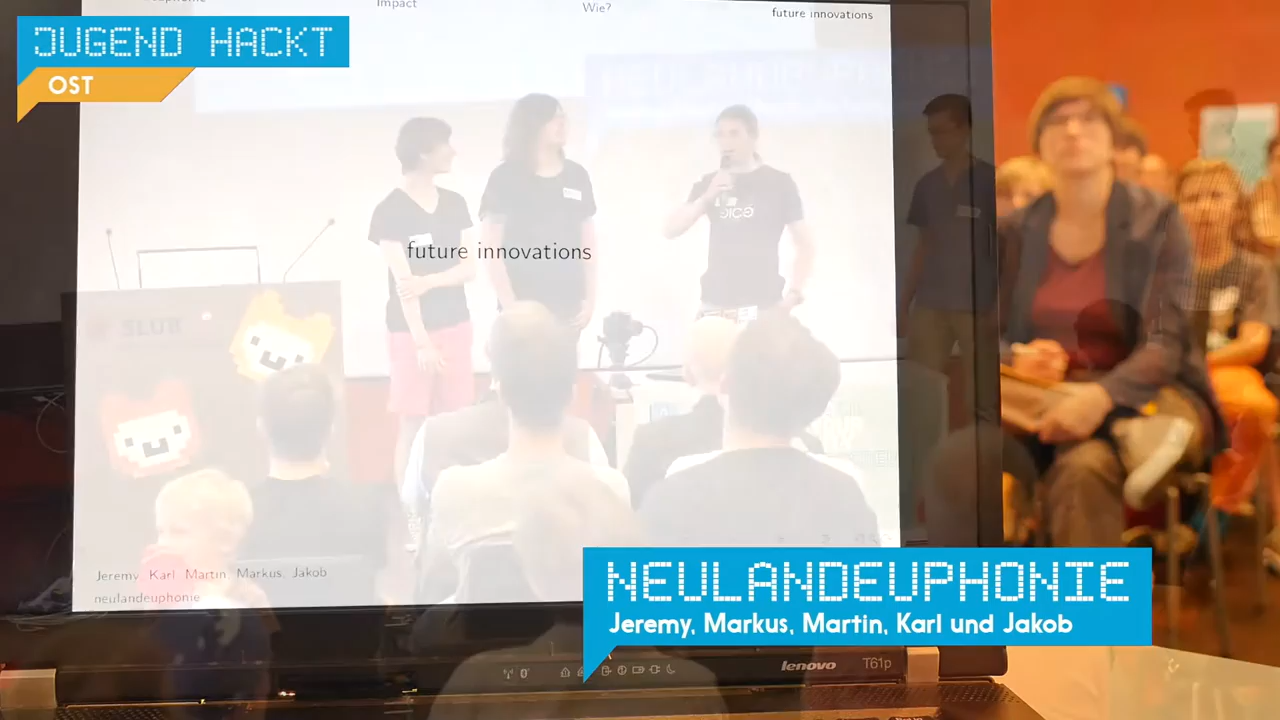 JUGEND HACKT
OST
Impact
Wie?
future innovations
future innovations
SLUB
Jeremy, Karl, Martin, Markus, Jakob
neulandeuphonie
NEULANDEUPHONIE
Jeremy, Markus, Martin, Karl und Jakob
lenovo
T61p